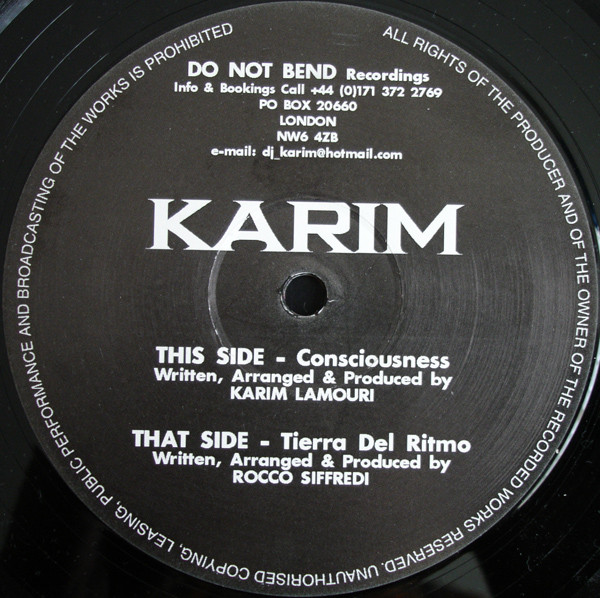 DO NOT BEND Recordings
Info & Bookings Call +44 (0)171 372 2769
PO BOX 20660
LONDON
NW6 4ZB
e-mail: dj_karim@hotmail.com
KARIM
THIS SIDE - Consciousness
Written, Arranged & Produced by
KARIM LAMOURI
THAT SIDE - Tierra Del Ritmo
Written, Arranged & Produced by
ROCCO SIFFREDI
ALL RIGHTS OF THE PRODUCER AND OF THE OWNER OF THE RECORDED WORKS RESERVED. UNAUTHORISED COPYING, LEASING, PUBLIC PERFORMANCE AND BROADCASTING OF THE WORKS IS PROHIBITED